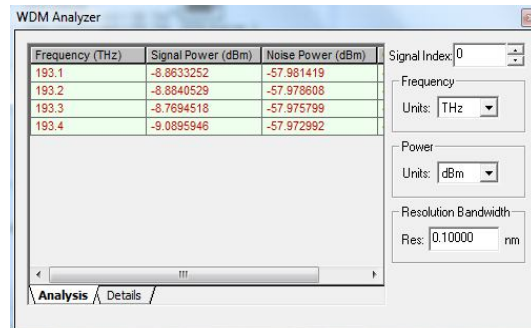 WDM Analyzer
Frequency (THz) Signal Power (dBm) Noise Power (dBm)
193.1 -8.8633252 -57.981419
193.2 -8.8840529 -57.978608
193.3 -8.7694518 -57.975799
193.4 -9.0895946 -57.972992
Signal Index: 0
Frequency
Units: THz
Power
Units: dBm
Resolution Bandwidth
Res: 0.10000 nm
Analysis Details